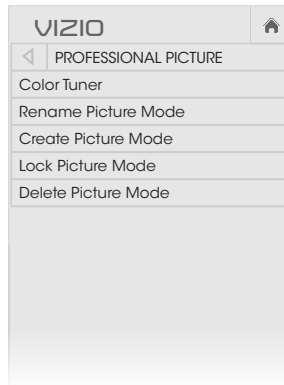 VIZIO
PROFESSIONAL PICTURE
Color Tuner
Rename Picture Mode
Create Picture Mode
Lock Picture Mode
Delete Picture Mode